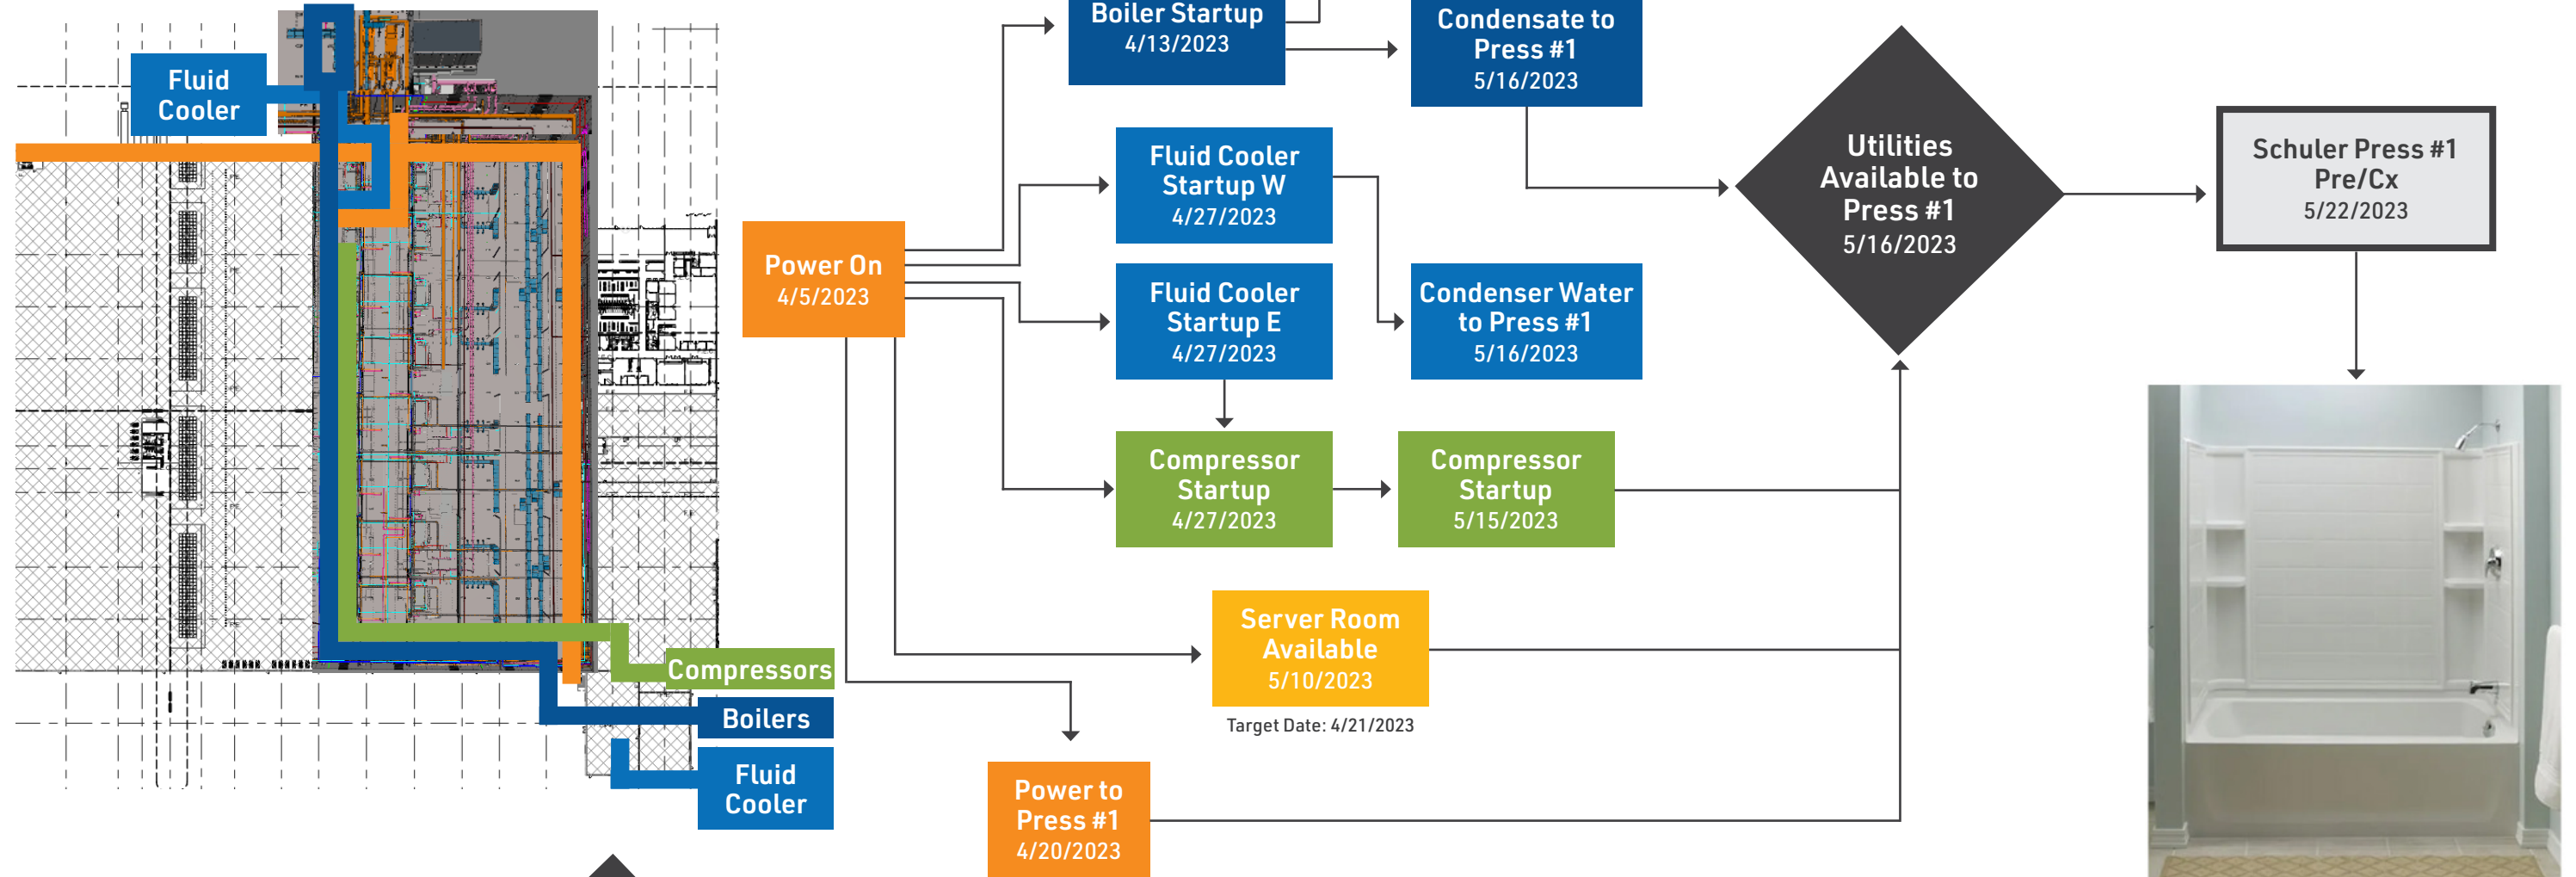 Fluid
Cooler
Compressors
Boilers
Fluid
Cooler
Power On
4/5/2023
Boiler Startup
4/13/2023
Condensate to
Press #1
5/16/2023
Fluid Cooler
Startup W
4/27/2023
Fluid Cooler
Startup E
4/27/2023
Condenser Water
to Press #1
5/16/2023
Compressor
Startup
4/27/2023
Compressor
Startup
5/15/2023
Server Room
Available
5/10/2023
Target Date: 4/21/2023
Power to
Press #1
4/20/2023
Utilities
Available to
Press #1
5/16/2023
Schuler Press #1
Pre/Cx
5/22/2023